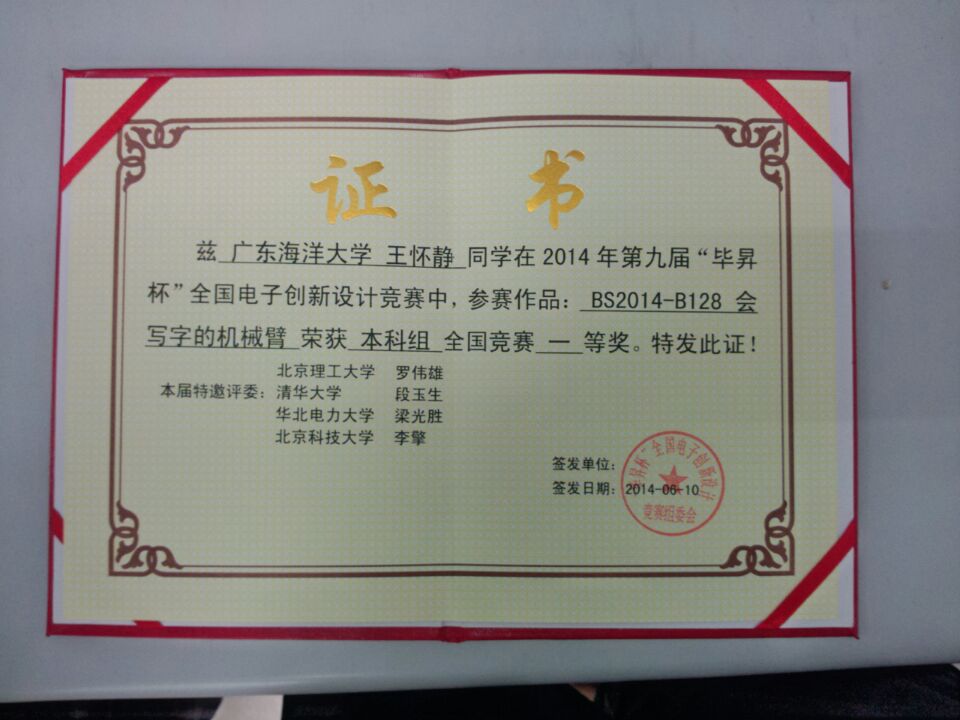 证 书
兹 广东海洋大学 王怀静 同学在 2014 年第九届“毕昇
杯”全国电子创新设计竞赛中，参赛作品：BS2014-B128 会
写字的机械臂 荣获 本科组 全国竞赛 一 等奖。特发此证！
北京理工大学 罗伟雄
本届特邀评委：清华大学 段玉生
华北电力大学 梁光胜
北京科技大学 李擎
签发单位：
签发日期：2014-06-10
昇杯”全国电子创新设计
竞赛组委会